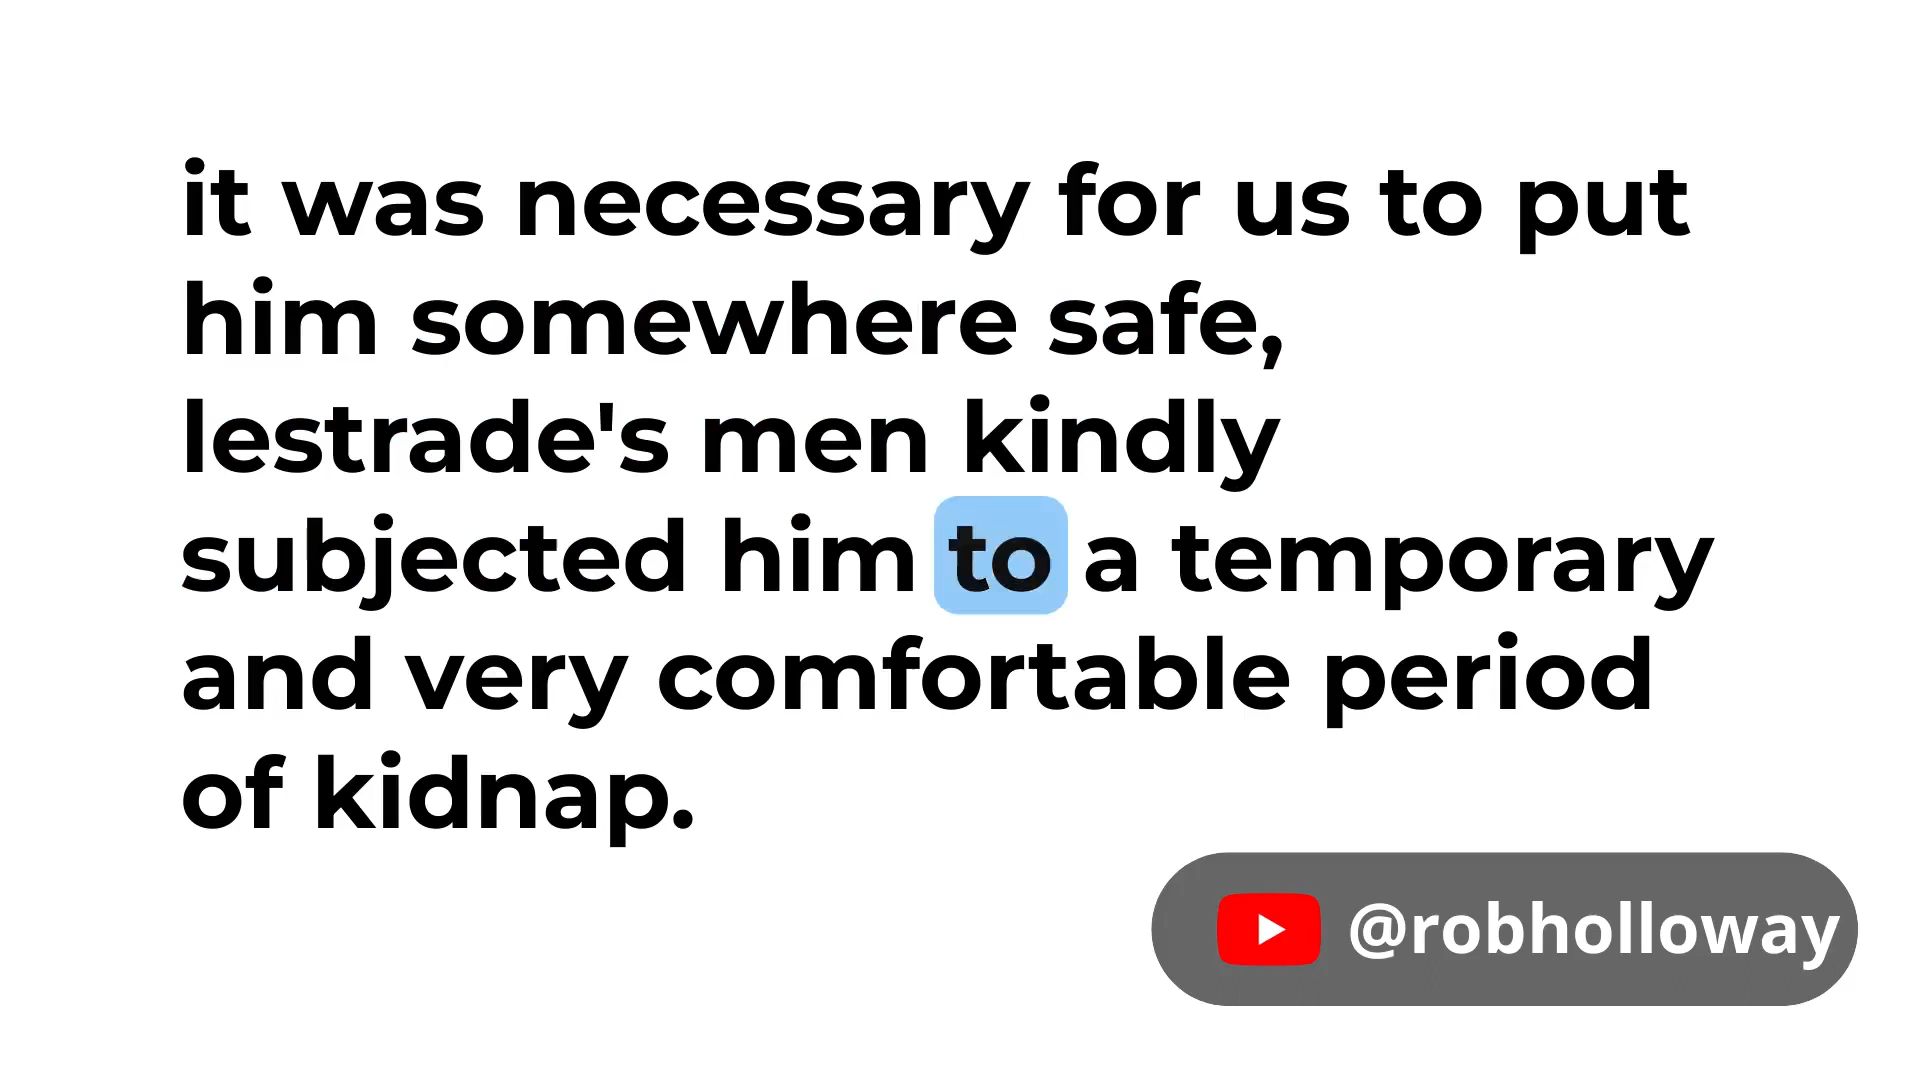 it was necessary for us to put
him somewhere safe,
lestrade's men kindly
subjected him to a temporary
and very comfortable period
of kidnap.
@robholloway